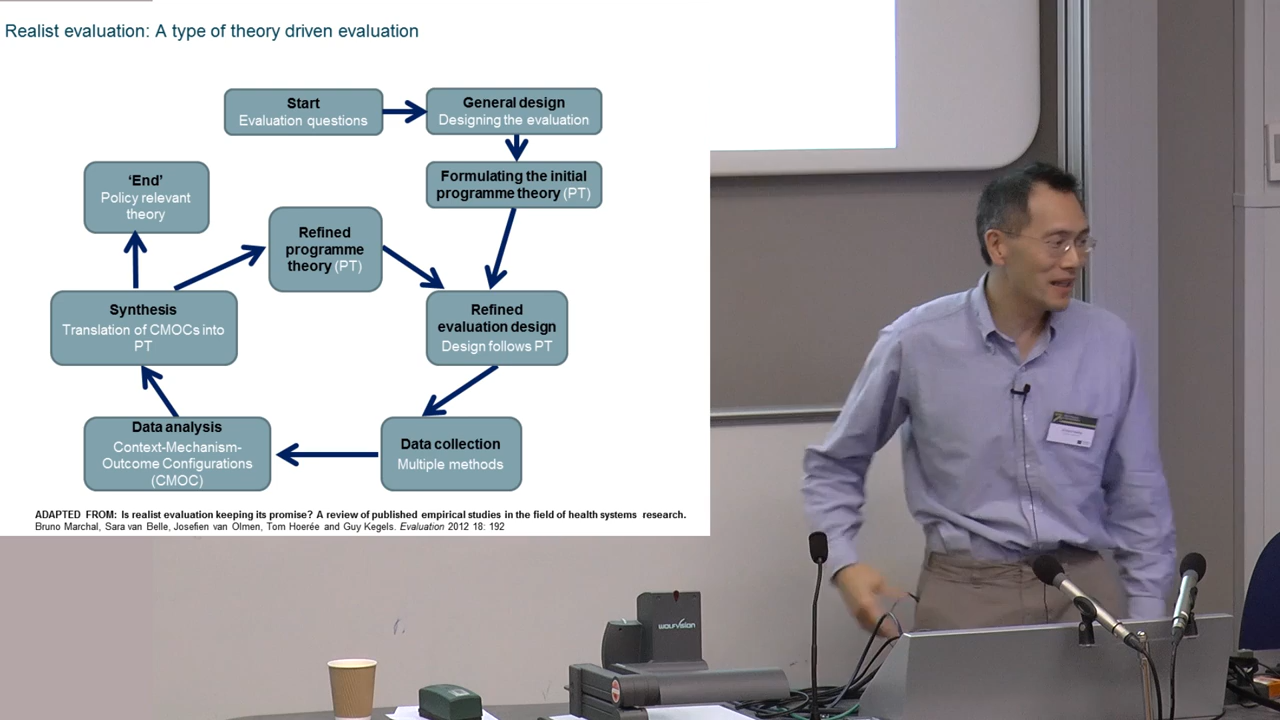 Realist evaluation: A type of theory driven evaluation
Start
Evaluation questions
General design
Designing the evaluation
Formulating the initial
programme theory (PT)
‘End’
Policy relevant
theory
Refined
programme
theory (PT)
Synthesis
Translation of CMOCs into
PT
Refined
evaluation design
Design follows PT
Data analysis
Context-Mechanism-
Outcome Configurations
(CMOC)
Data collection
Multiple methods
ADAPTED FROM: Is realist evaluation keeping its promise? A review of published empirical studies in the field of health systems research.
Bruno Marchal, Sara van Belle, Josefien van Olmen, Tom Hoerée and Guy Kegels. Evaluation 2012 18: 192
WOLFVISION